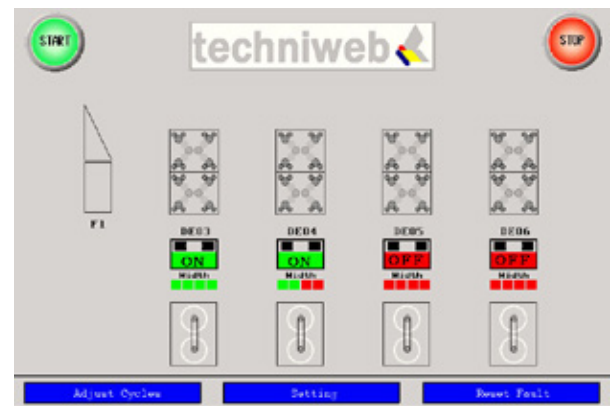 START
techniweb
STOP
F1
DE03
DE04
DE05
DE06
ON
ON
OFF
OFF
Width
Width
Width
Width
Adjust Cycles
Setting
Reset Fault